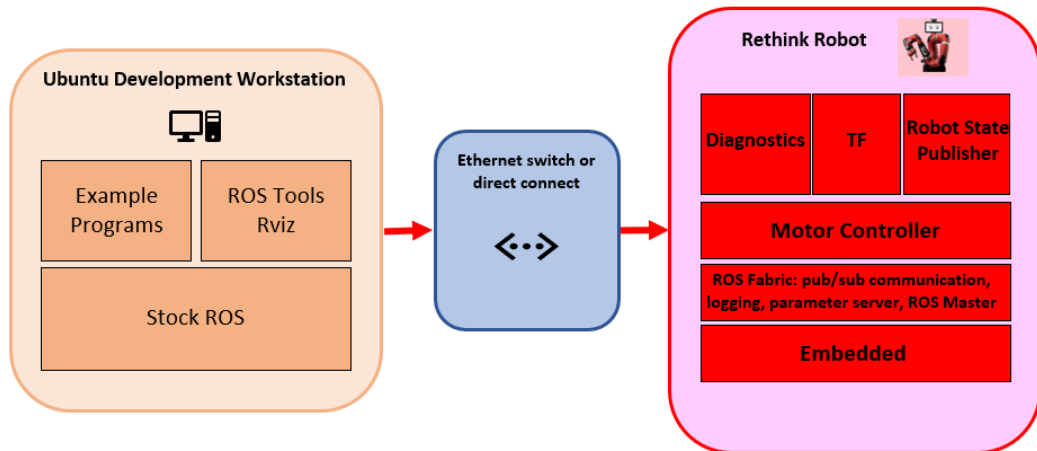 Ubuntu Development Workstation
Example
Programs
ROS Tools
Rviz
Stock ROS
Ethernet switch or
direct connect
Rethink Robot
Diagnostics
TF
Robot State
Publisher
Motor Controller
ROS Fabric: pub/sub communication,
logging, parameter server, ROS Master
Embedded